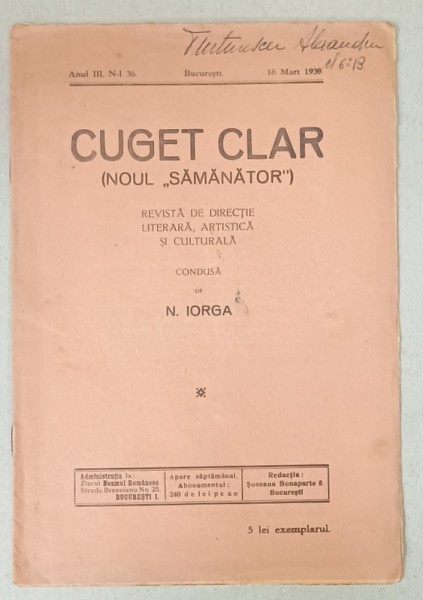 Alexandru
Anul III. N-l 36. București 16 Mart 1939.
CUGET CLAR
(NOUL „SĂMĂNĂTOR”)
REVISTĂ DE DIRECȚIE
LITERARĂ, ARTISTICĂ
ȘI CULTURALĂ
CONDUSĂ
DE
N. IORGA
Administrația la:
Ziarul Neamul Românesc
Strada Brezoianu No 23.
BUCUREȘTI I.
Apare săptămânal.
Abonamentul:
240 de lei pe an
Redacția:
Șoseaua Bonaparte 6.
București
5 lei exemplarul.